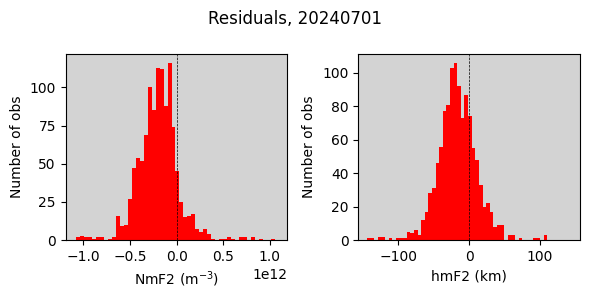 Residuals, 20240701
Number of obs
100
75
50
25
0
−1.0 −0.5 0.0 0.5 1.0
1e12
NmF2 (m⁻³)
Number of obs
100
80
60
40
20
0
−100 0 100
hmF2 (km)